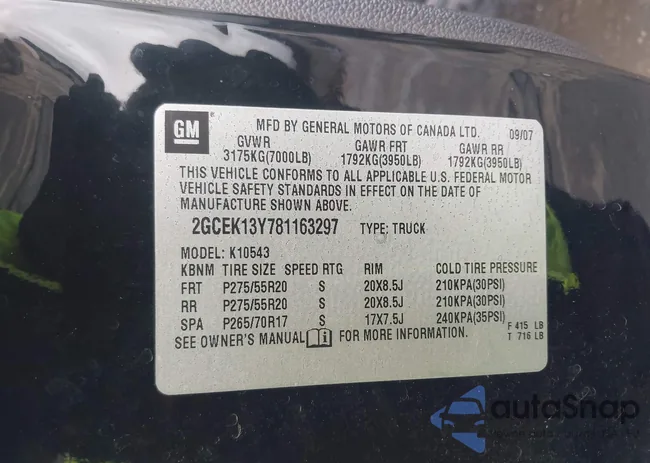 GM
MFD BY GENERAL MOTORS OF CANADA LTD. 09/07
GVWR GAWR FRT GAWR RR
3175KG(7000LB) 1792KG(3950LB) 1792KG(3950LB)
THIS VEHICLE CONFORMS TO ALL APPLICABLE U.S. FEDERAL MOTOR
VEHICLE SAFETY STANDARDS IN EFFECT ON THE DATE OF
MANUFACTURE SHOWN ABOVE.
2GCEK13Y781163297 TYPE: TRUCK
MODEL: K10543
KBNM TIRE SIZE SPEED RTG RIM COLD TIRE PRESSURE
FRT P275/55R20 S 20X8.5J 210KPA(30PSI)
RR P275/55R20 S 20X8.5J 210KPA(30PSI)
SPA P265/70R17 S 17X7.5J 240KPA(35PSI)
SEE OWNER'S MANUAL FOR MORE INFORMATION.
F 415 LB
T 716 LB
autoSnap